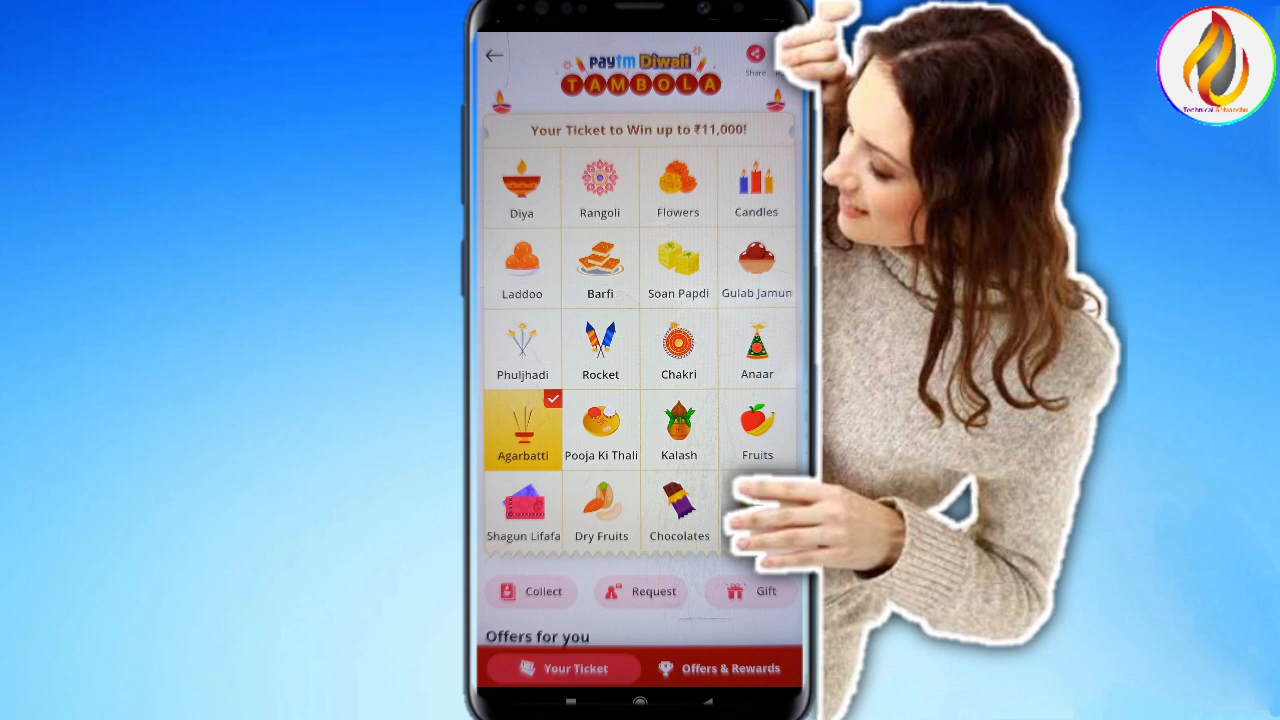 paytm Diwali
TAMBOLA
Share
Your Ticket to Win up to ₹11,000!
Diya
Rangoli
Flowers
Candles
Laddoo
Barfi
Soan Papdi
Gulab Jamun
Phuljhadi
Rocket
Chakri
Anaar
Agarbatti
Pooja Ki Thali
Kalash
Fruits
Shagun Lifafa
Dry Fruits
Chocolates
Collect
Request
Gift
Offers for you
Your Ticket
Offers & Rewards
Technical